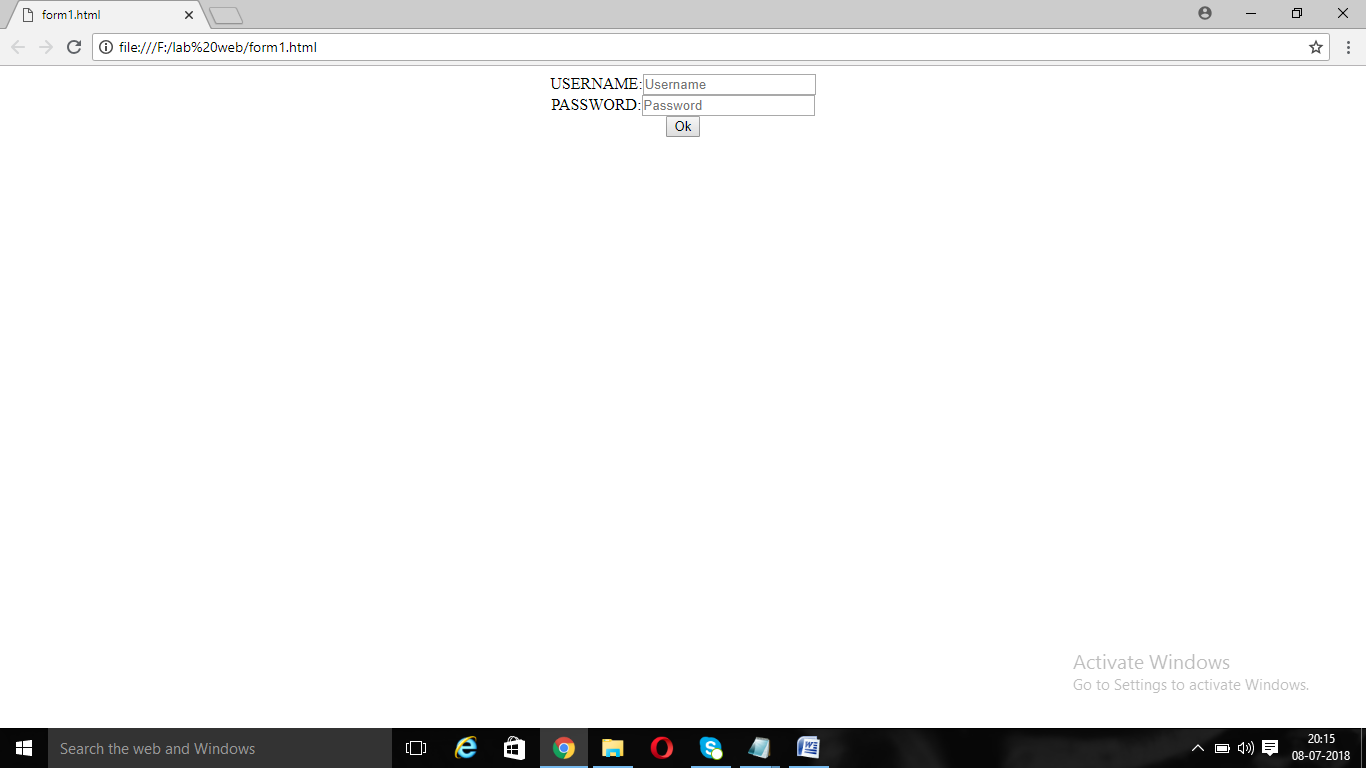 form1.html
file:///F:/lab%20web/form1.html
USERNAME:Username
PASSWORD:Password
Ok
Activate Windows
Go to Settings to activate Windows.
Search the web and Windows
20:15
08-07-2018